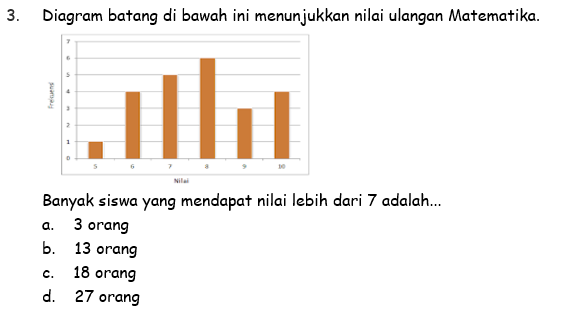 3. Diagram batang di bawah ini menunjukkan nilai ulangan Matematika.
7
6
5
4
3
2
1
0
Frekuensi
5 6 7 8 9 10
Nilai
Banyak siswa yang mendapat nilai lebih dari 7 adalah...
a. 3 orang
b. 13 orang
c. 18 orang
d. 27 orang